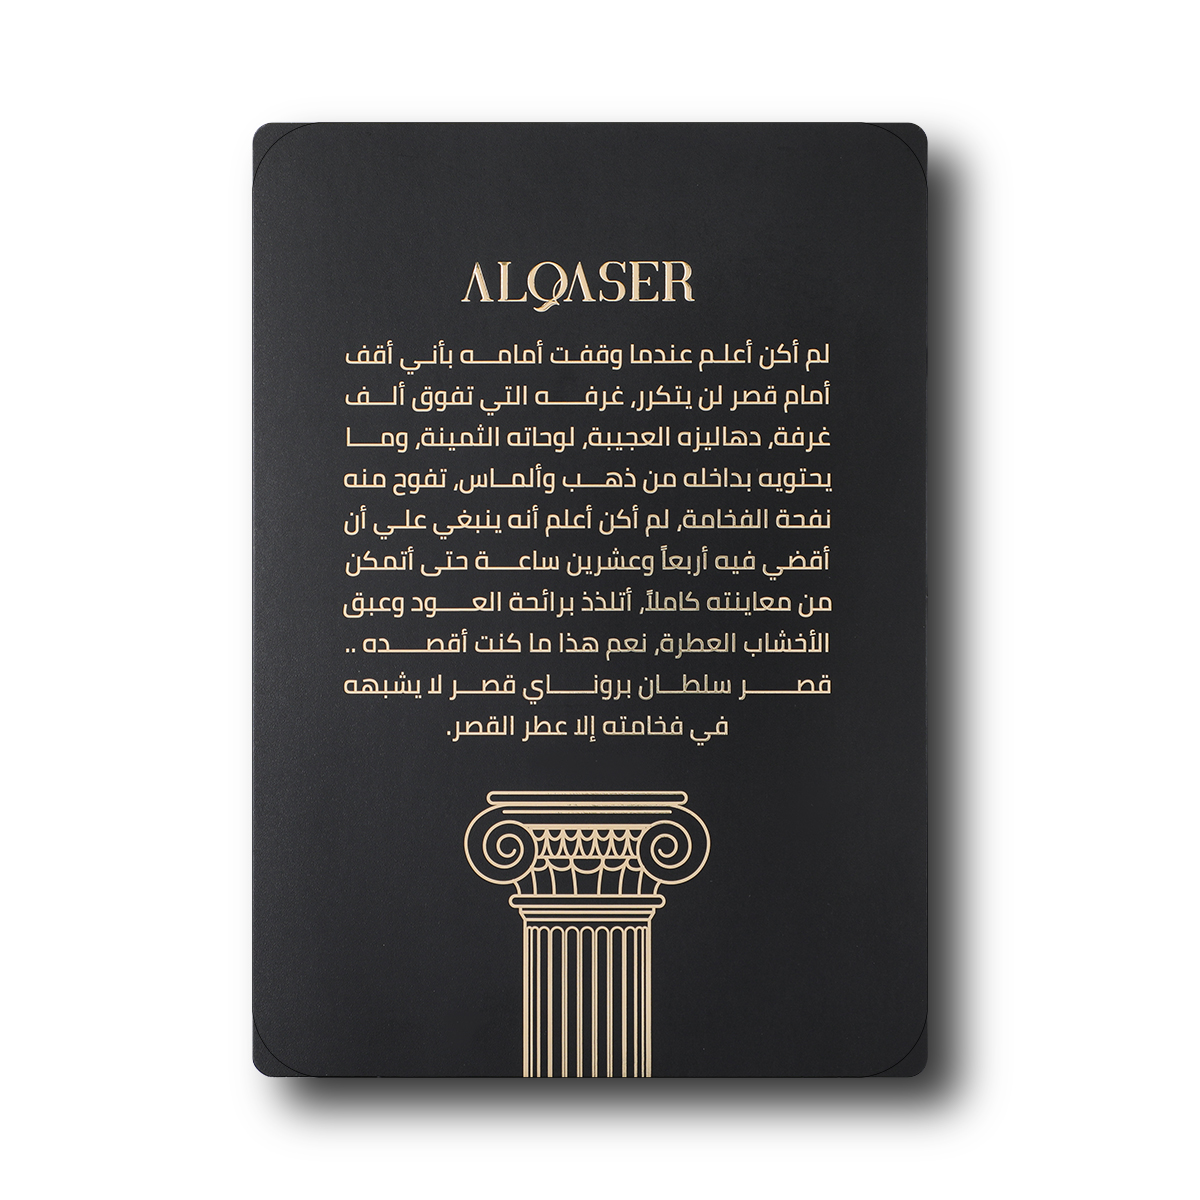 ALQASER
لم أكن أعلم عندما وقفت أمامه بأني أقف
أمام قصر لن يتكرر، غرفه التي تفوق ألف
غرفة، دهاليزه العجيبة، لوحاته الثمينة، وما
يحتويه بداخله من ذهب وألماس، تفوح منه
نفحة الفخامة، لم أكن أعلم أنه ينبغي علي أن
أقضي فيه أربعاً وعشرين ساعة حتى أتمكن
من معاينته كاملاً، أتلذذ برائحة العود وعبق
الأخشاب العطرة، نعم هذا ما كنت أقصده ..
قصر سلطان بروناي قصر لا يشبهه
في فخامته إلا عطر القصر.